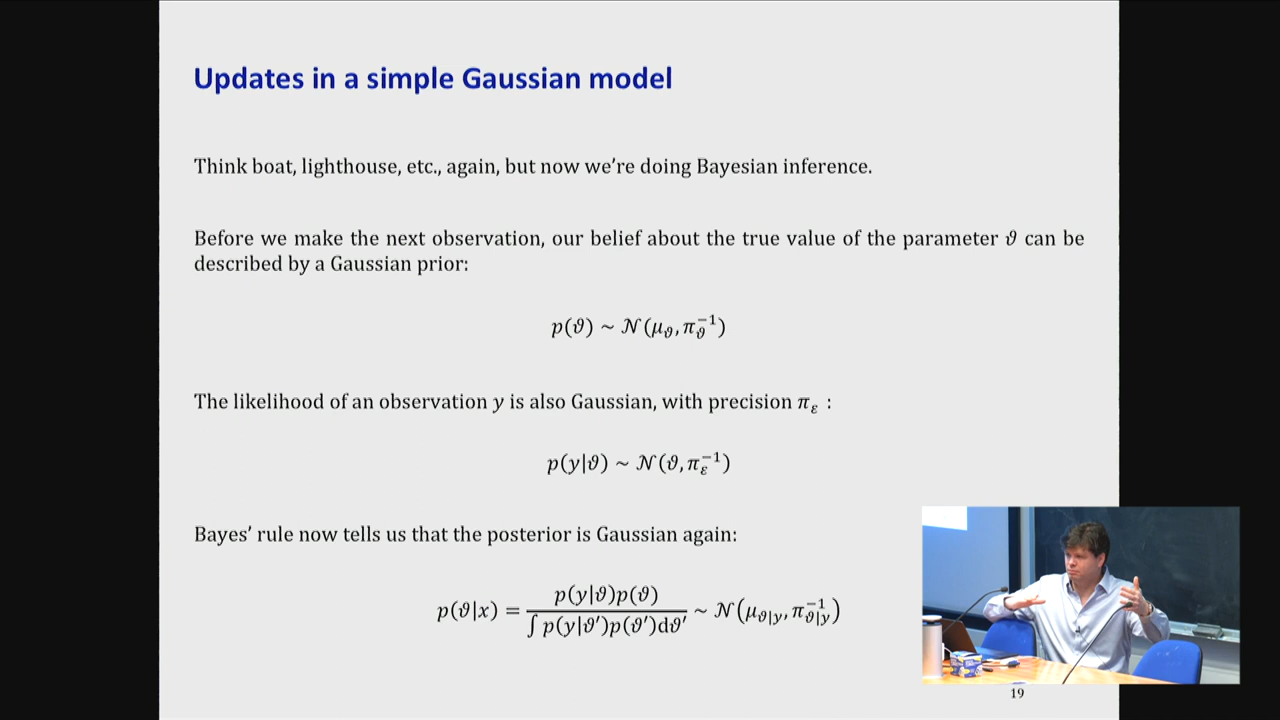 Updates in a simple Gaussian model
Think boat, lighthouse, etc., again, but now we’re doing Bayesian inference.
Before we make the next observation, our belief about the true value of the parameter ϑ can be
described by a Gaussian prior:
p(ϑ) ~ 𝒩(μ_ϑ, π_ϑ^−1)
The likelihood of an observation y is also Gaussian, with precision π_ε :
p(y|ϑ) ~ 𝒩(ϑ, π_ε^−1)
Bayes’ rule now tells us that the posterior is Gaussian again:
p(ϑ|x) = p(y|ϑ)p(ϑ) / ∫ p(y|ϑ′)p(ϑ′)dϑ′ ~ 𝒩(μ_ϑ|y, π_ϑ|y^−1)
19